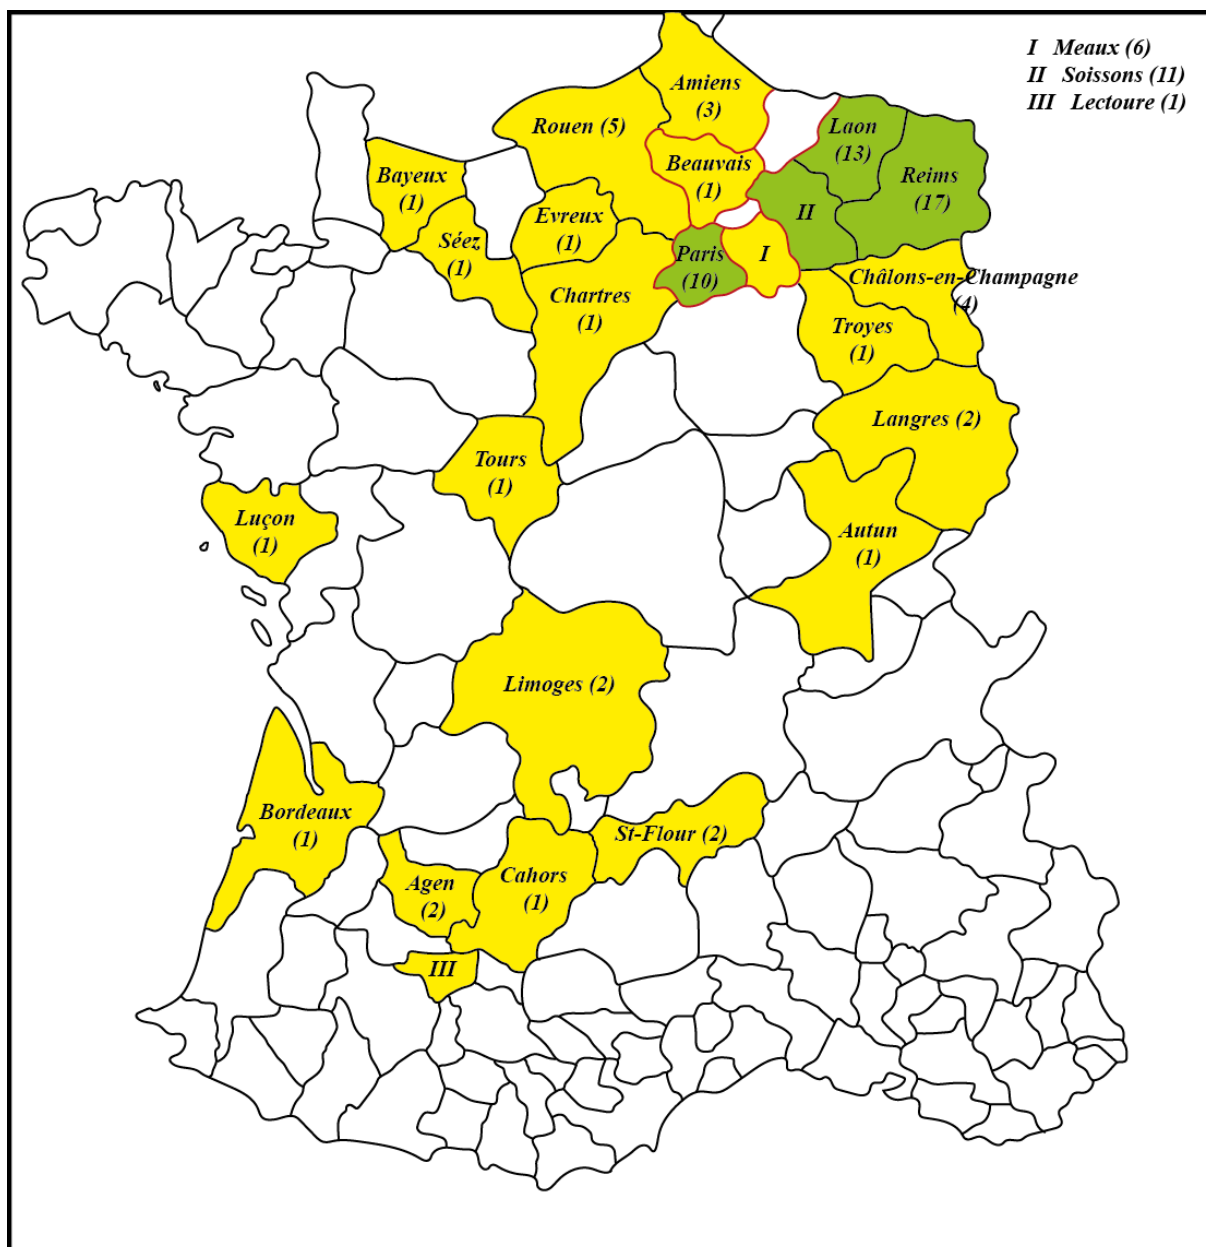 I Meaux (6)
II Soissons (11)
III Lectoure (1)
Amiens
(3)
Rouen (5)
Laon
(13)
Beauvais
(1)
Reims
(17)
Bayeux
(1)
Evreux
(1)
II
Séez
(1)
Paris
(10)
I
Châlons-en-Champagne
(4)
Chartres
(1)
Troyes
(1)
Langres (2)
Tours
(1)
Luçon
(1)
Autun
(1)
Limoges (2)
Bordeaux
(1)
St-Flour (2)
Agen
(2)
Cahors
(1)
III